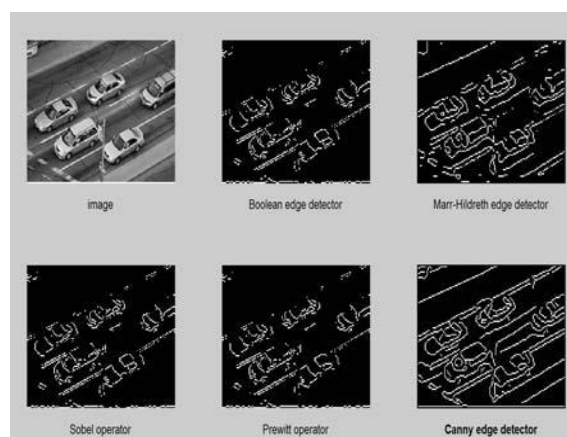 image
Boolean edge detector
Marr-Hildreth edge detector
Sobel operator
Prewitt operator
Canny edge detector